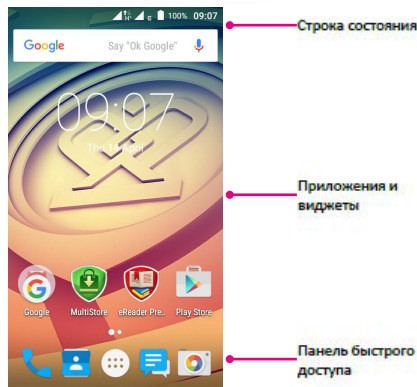 100% 09:07
Строка состояния
Google Say "Ok Google"
09:07
Thu 14 April
Приложения и
виджеты
Google MultiStore eReader Pre.. Play Store
Панель быстрого
доступа